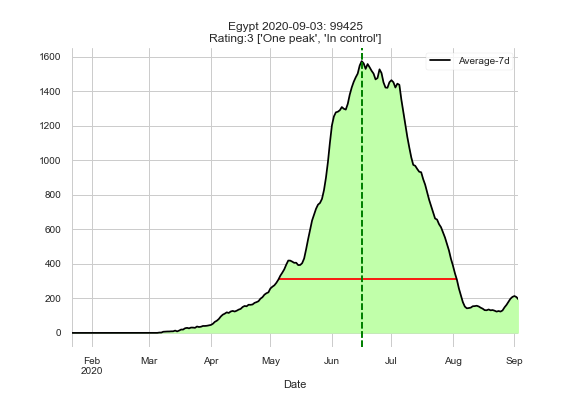 Egypt 2020-09-03: 99425
Rating:3 ['One peak', 'In control']
Average-7d
1600
1400
1200
1000
800
600
400
200
0
Feb Mar Apr May Jun Jul Aug Sep
2020
Date